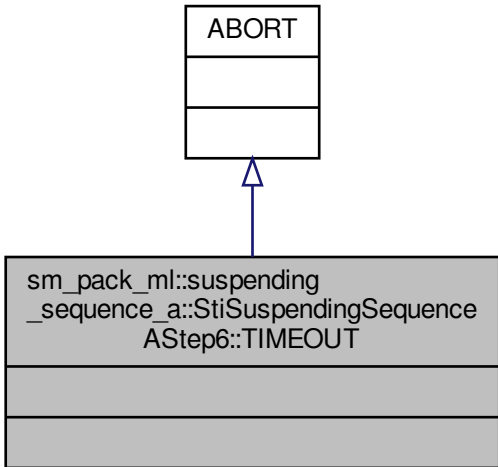 ABORT
sm_pack_ml::suspending
_sequence_a::StiSuspendingSequence
AStep6::TIMEOUT